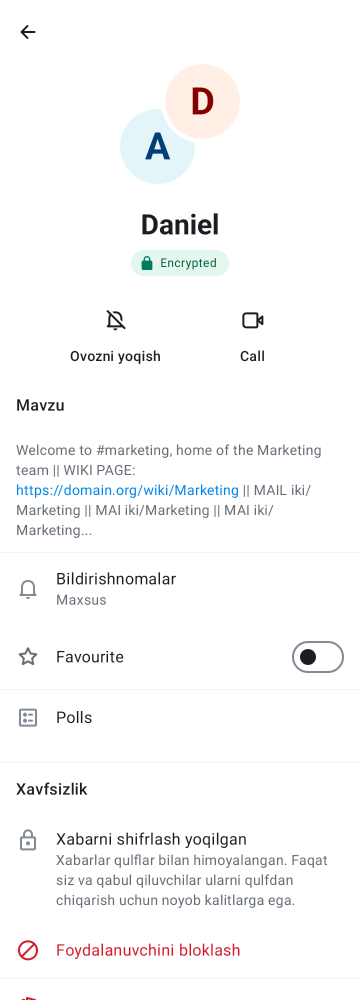 D
A
Daniel
Encrypted
Ovozni yoqish
Call
Mavzu
Welcome to #marketing, home of the Marketing
team || WIKI PAGE:
https://domain.org/wiki/Marketing || MAIL iki/
Marketing || MAI iki/Marketing || MAI iki/
Marketing...
Bildirishnomalar
Maxsus
Favourite
Polls
Xavfsizlik
Xabarni shifrlash yoqilgan
Xabarlar qulflar bilan himoyalangan. Faqat
siz va qabul qiluvchilar ularni qulfdan
chiqarish uchun noyob kalitlarga ega.
Foydalanuvchini bloklash